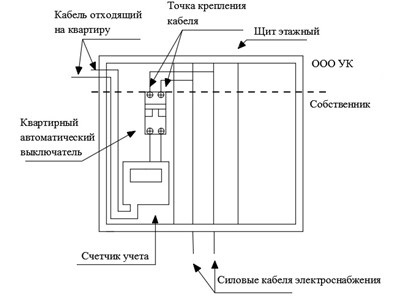 Кабель отходящий
на квартиру
Точка крепления
кабеля
Щит этажный
ООО УК
Собственник
Квартирный
автоматический
выключатель
Счетчик учета
Силовые кабеля электроснабжения